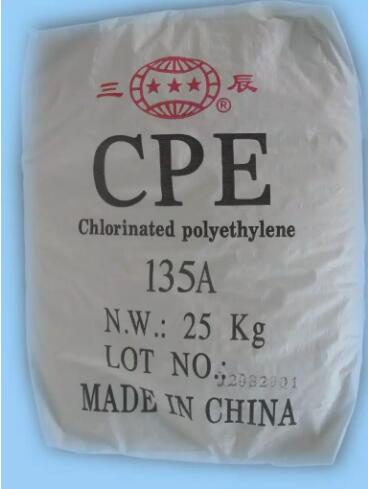 三 辰
®
CPE
Chlorinated polyethylene
135A
N.W.: 25 Kg
LOT NO.:
MADE IN CHINA